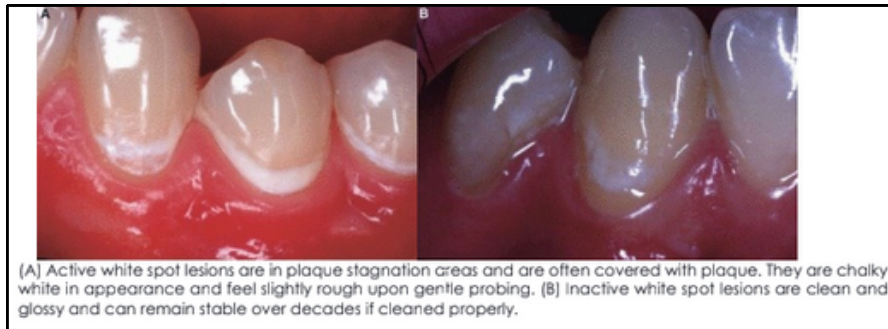 A
B
(A) Active white spot lesions are in plaque stagnation areas and are often covered with plaque. They are chalky
white in appearance and feel slightly rough upon gentle probing. (B) Inactive white spot lesions are clean and
glossy and can remain stable over decades if cleaned properly.